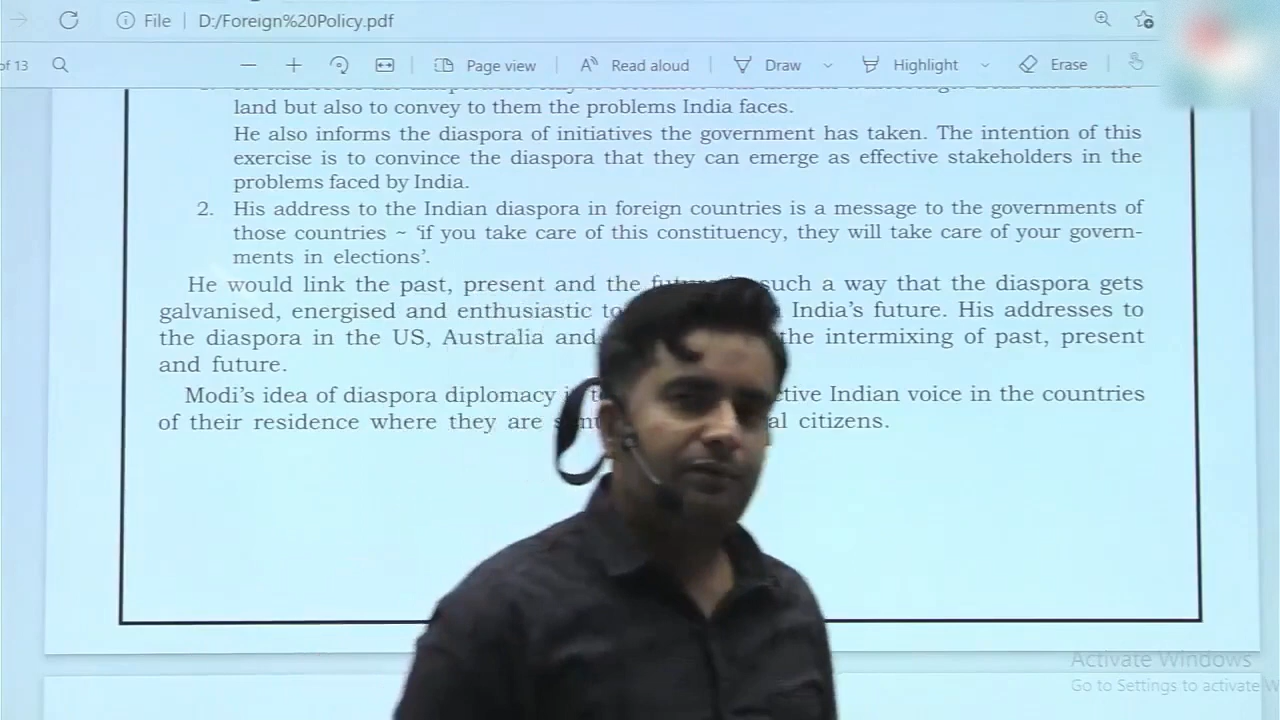 File D:/Foreign%20Policy.pdf
of 13 Page view Read aloud Draw Highlight Erase
land but also to convey to them the problems India faces.
He also informs the diaspora of initiatives the government has taken. The intention of this
exercise is to convince the diaspora that they can emerge as effective stakeholders in the
problems faced by India.
2. His address to the Indian diaspora in foreign countries is a message to the governments of
those countries ~ ‘if you take care of this constituency, they will take care of your govern-
ments in elections’.
He would link the past, present and the such a way that the diaspora gets
galvanised, energised and enthusiastic India’s future. His addresses to
the diaspora in the US, Australia and the intermixing of past, present
and future.
Modi’s idea of diaspora diplomacy Indian voice in the countries
of their residence where they are citizens.
Activate Windows
Go to Settings to activate